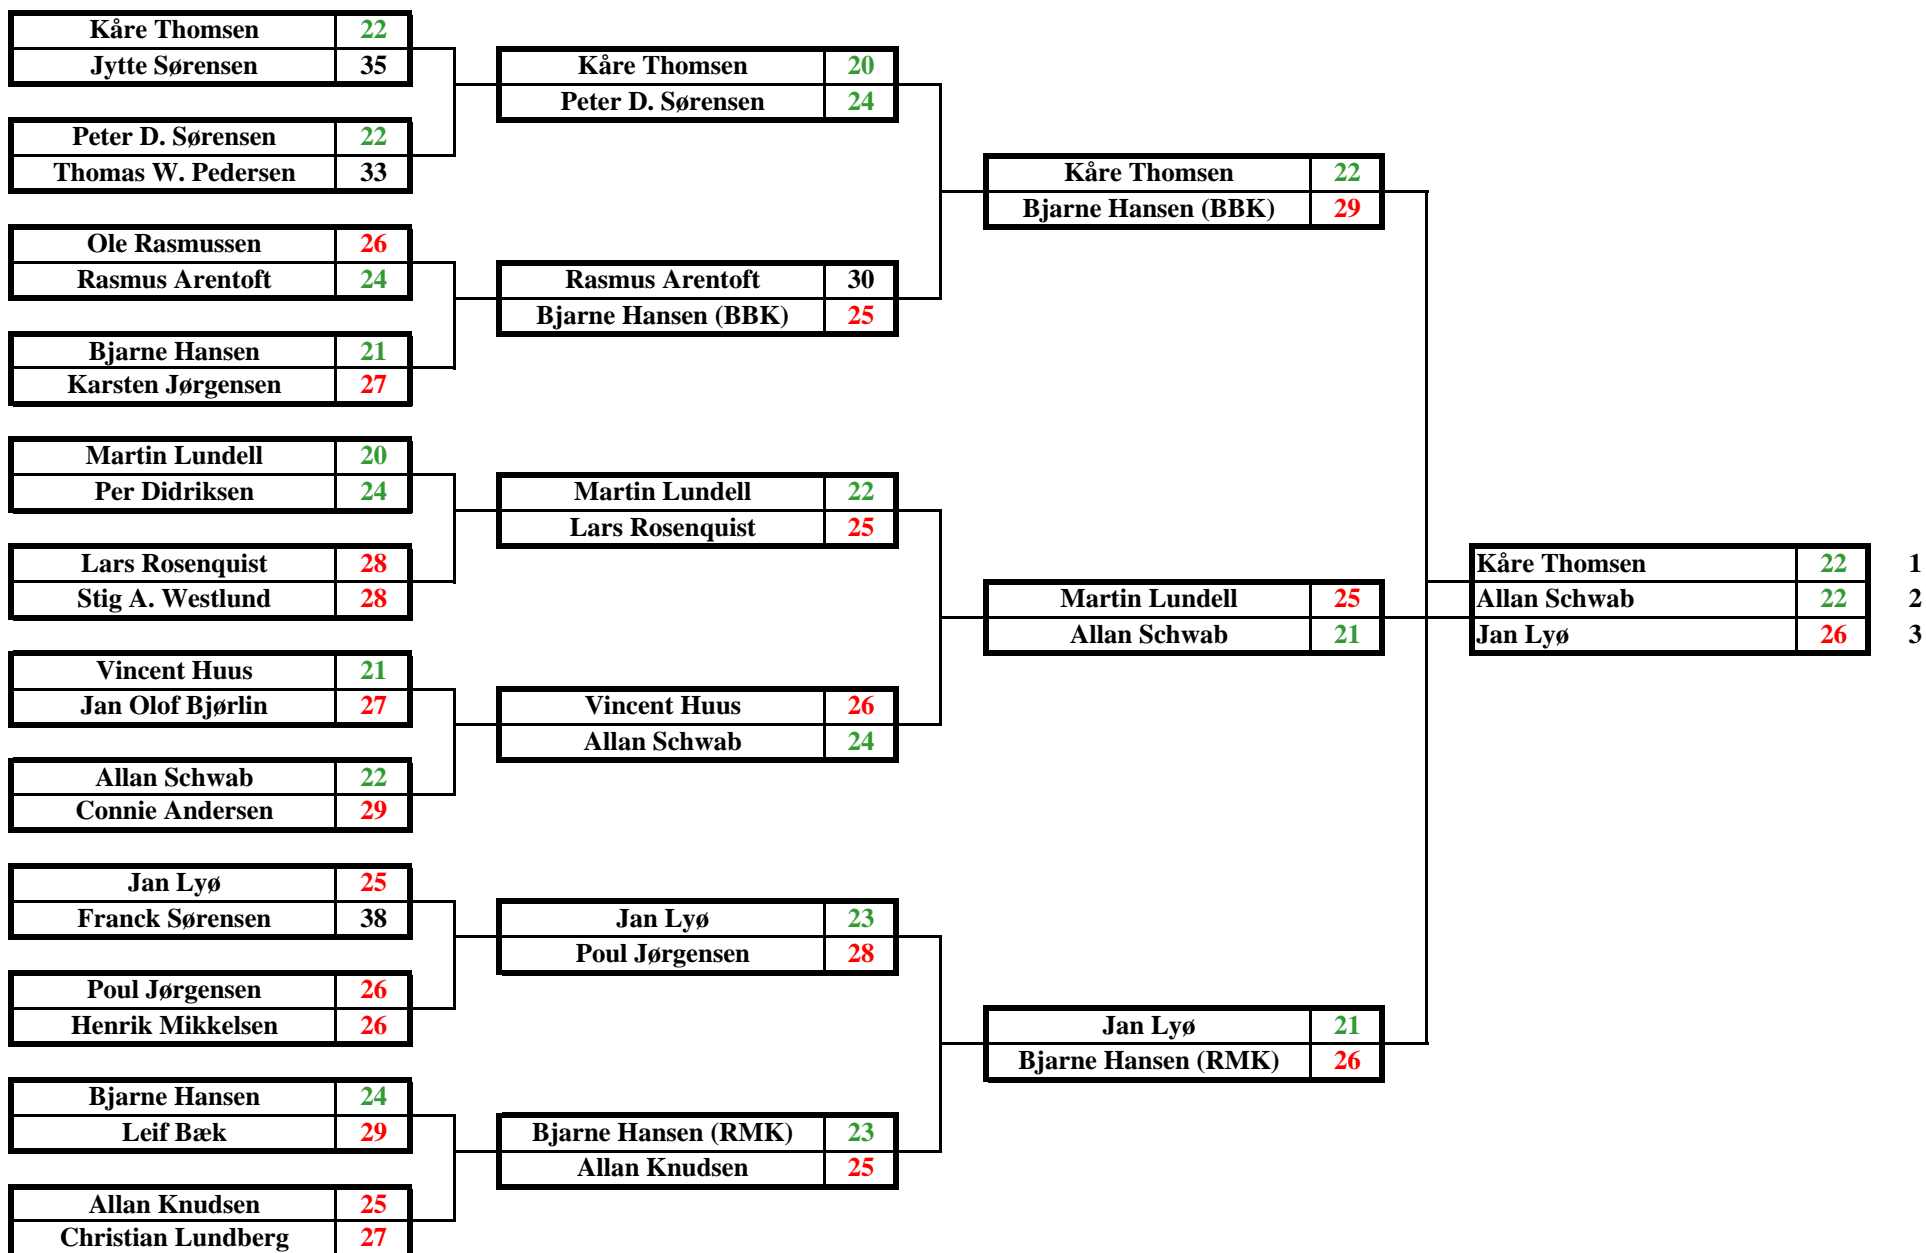 Kåre Thomsen 22
Jytte Sørensen 35
Peter D. Sørensen 22
Thomas W. Pedersen 33
Ole Rasmussen 26
Rasmus Arentoft 24
Bjarne Hansen 21
Karsten Jørgensen 27
Martin Lundell 20
Per Didriksen 24
Lars Rosenquist 28
Stig A. Westlund 28
Vincent Huus 21
Jan Olof Bjørlin 27
Allan Schwab 22
Connie Andersen 29
Jan Lyø 25
Franck Sørensen 38
Poul Jørgensen 26
Henrik Mikkelsen 26
Bjarne Hansen 24
Leif Bæk 29
Allan Knudsen 25
Christian Lundberg 27
Kåre Thomsen 20
Peter D. Sørensen 24
Rasmus Arentoft 30
Bjarne Hansen (BBK) 25
Martin Lundell 22
Lars Rosenquist 25
Vincent Huus 26
Allan Schwab 24
Jan Lyø 23
Poul Jørgensen 28
Bjarne Hansen (RMK) 23
Allan Knudsen 25
Kåre Thomsen 22
Bjarne Hansen (BBK) 29
Martin Lundell 25
Allan Schwab 21
Jan Lyø 21
Bjarne Hansen (RMK) 26
Kåre Thomsen 22 1
Allan Schwab 22 2
Jan Lyø 26 3